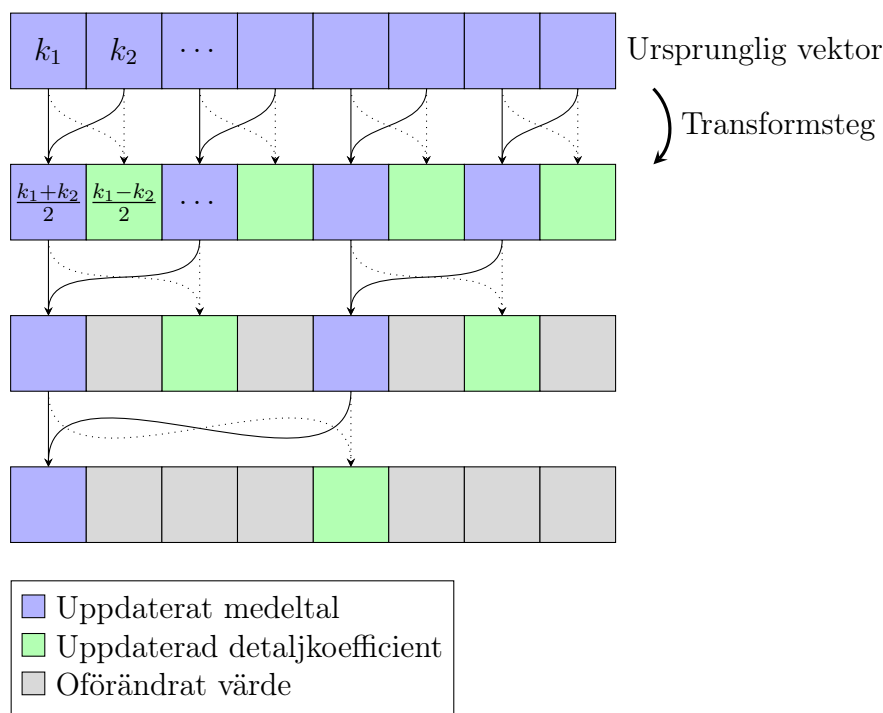 k₁ k₂ ⋯ Ursprunglig vektor
Transformsteg
(k₁+k₂)/2 (k₁−k₂)/2 ⋯
Uppdaterat medeltal
Uppdaterad detaljkoefficient
Oförändrat värde